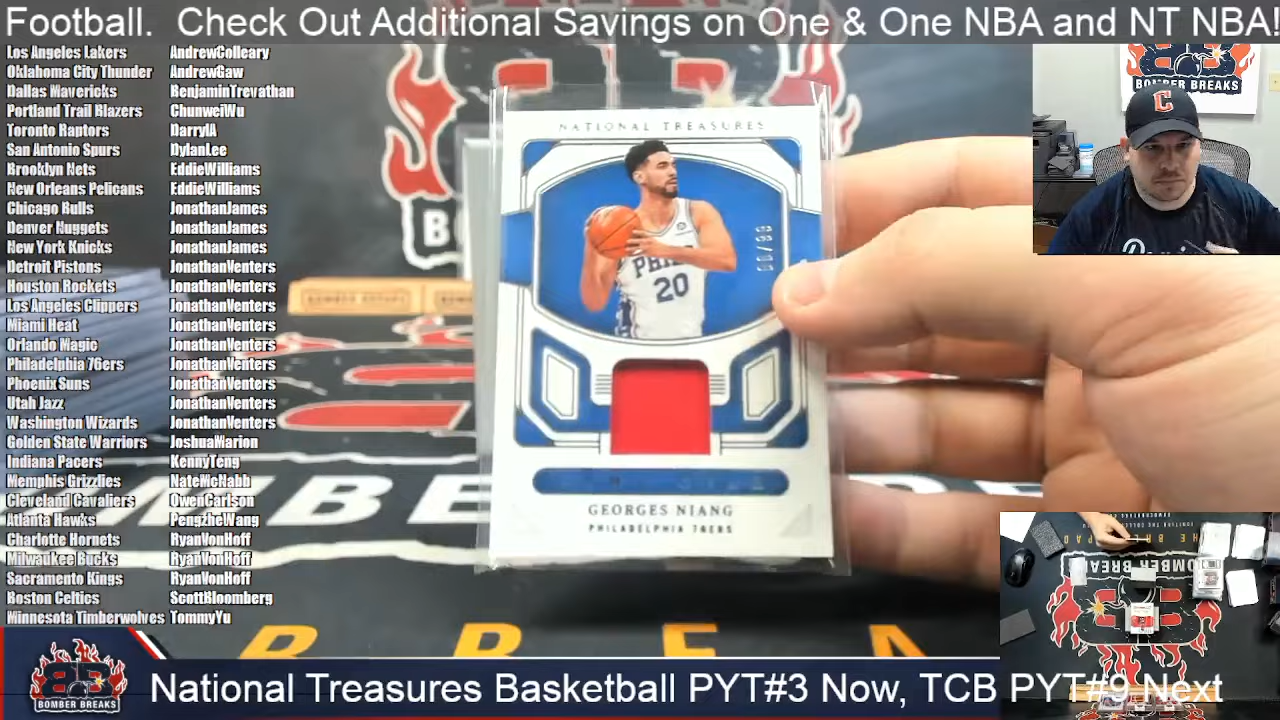 Football. Check Out Additional Savings on One & One NBA and NT NBA!
Los Angeles Lakers AndrewColleary
Oklahoma City Thunder AndrewGaw
Dallas Mavericks BenjaminTrevathan
Portland Trail Blazers ChunweiWu
Toronto Raptors DarrylA
San Antonio Spurs DylanLee
Brooklyn Nets EddieWilliams
New Orleans Pelicans EddieWilliams
Chicago Bulls JonathanJames
Denver Nuggets JonathanJames
New York Knicks JonathanJames
Detroit Pistons JonathanVenters
Houston Rockets JonathanVenters
Los Angeles Clippers JonathanVenters
Miami Heat JonathanVenters
Orlando Magic JonathanVenters
Philadelphia 76ers JonathanVenters
Phoenix Suns JonathanVenters
Utah Jazz JonathanVenters
Washington Wizards JonathanVenters
Golden State Warriors JoshuaMarion
Indiana Pacers KennyTeng
Memphis Grizzlies NateMcNabb
Cleveland Cavaliers OwenCarlson
Atlanta Hawks PengzheWang
Charlotte Hornets RyanVonHoff
Milwaukee Bucks RyanVonHoff
Sacramento Kings RyanVonHoff
Boston Celtics ScottBloomberg
Minnesota Timberwolves TommyYu
NATIONAL TREASURES
PHIL
20
GEORGES NIANG
PHILADELPHIA 76ERS
BOMBER BREAKS
C
BOMBER BREAKS
BOMBER BREAKS
National Treasures Basketball PYT#3 Now, TCB PYT#9 Next